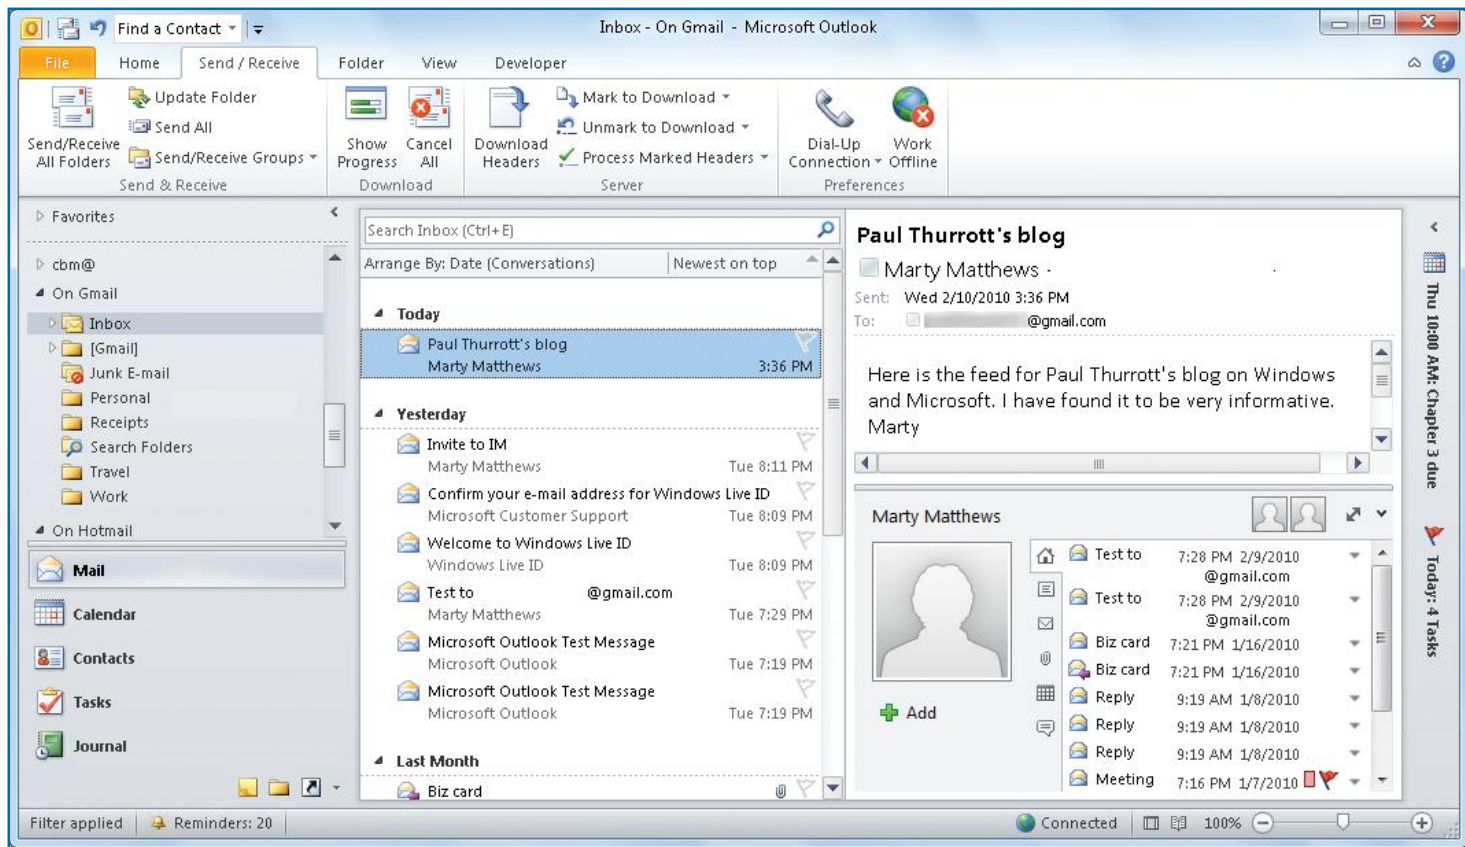 Find a Contact
Inbox - On Gmail - Microsoft Outlook
File Home Send / Receive Folder View Developer
Send/Receive All Folders
Update Folder
Send All
Send/Receive Groups
Send & Receive
Show Progress
Cancel All
Download
Download Headers
Mark to Download
Unmark to Download
Process Marked Headers
Server
Dial-Up Connection
Work Offline
Preferences
Favorites
cbm@
On Gmail
Inbox
[Gmail]
Junk E-mail
Personal
Receipts
Search Folders
Travel
Work
On Hotmail
Mail
Calendar
Contacts
Tasks
Journal
Search Inbox (Ctrl+E)
Arrange By: Date (Conversations) Newest on top
Today
Paul Thurrott's blog
Marty Matthews 3:36 PM
Yesterday
Invite to IM
Marty Matthews Tue 8:11 PM
Confirm your e-mail address for Windows Live ID
Microsoft Customer Support Tue 8:09 PM
Welcome to Windows Live ID
Windows Live ID Tue 8:09 PM
Test to @gmail.com
Marty Matthews Tue 7:29 PM
Microsoft Outlook Test Message
Microsoft Outlook Tue 7:19 PM
Microsoft Outlook Test Message
Microsoft Outlook Tue 7:19 PM
Last Month
Biz card
Paul Thurrott's blog
Marty Matthews
Sent: Wed 2/10/2010 3:36 PM
To: @gmail.com
Here is the feed for Paul Thurrott's blog on Windows
and Microsoft. I have found it to be very informative.
Marty
Marty Matthews
Add
Test to 7:28 PM 2/9/2010
@gmail.com
Test to 7:28 PM 2/9/2010
@gmail.com
Biz card 7:21 PM 1/16/2010
Biz card 7:21 PM 1/16/2010
Reply 9:19 AM 1/8/2010
Reply 9:19 AM 1/8/2010
Reply 9:19 AM 1/8/2010
Meeting 7:16 PM 1/7/2010
Thu 10:00 AM: Chapter 3 due
Today: 4 Tasks
Filter applied Reminders: 20
Connected 100%